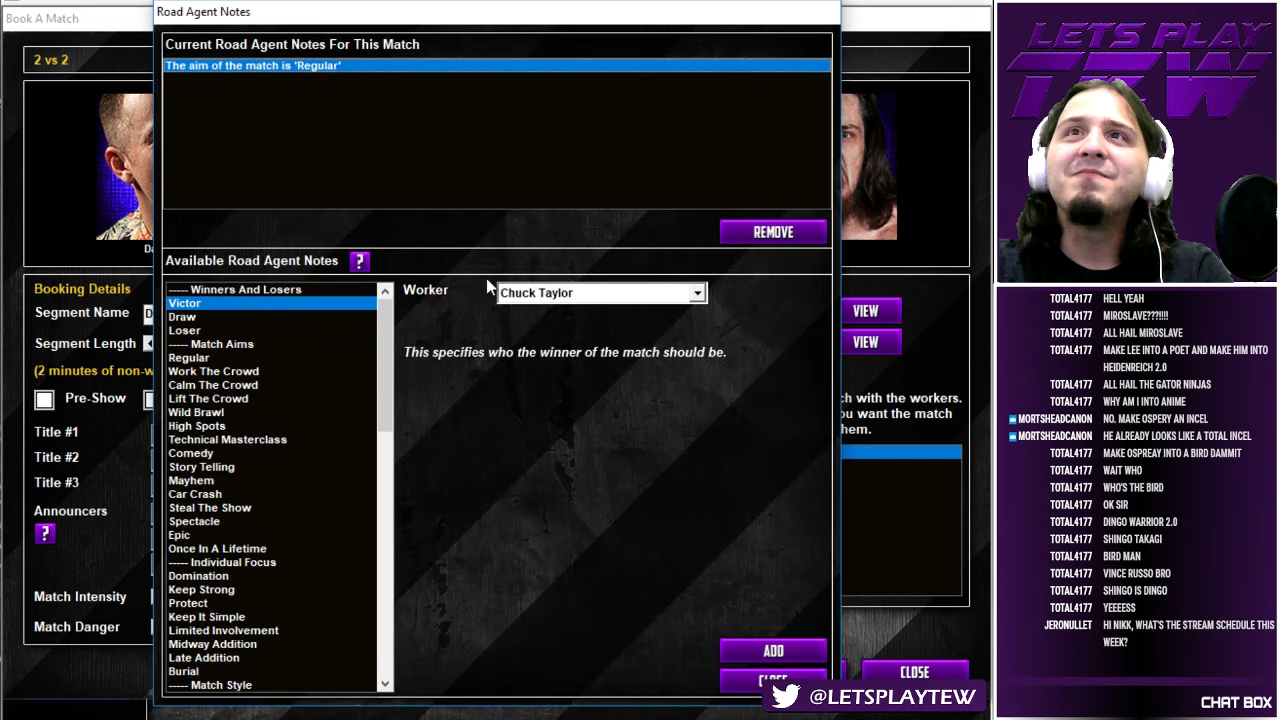 Road Agent Notes
Book A Match
2 vs 2
Current Road Agent Notes For This Match
The aim of the match is 'Regular'
REMOVE
Available Road Agent Notes ?
----- Winners And Losers
Victor
Draw
Loser
----- Match Aims
Regular
Work The Crowd
Calm The Crowd
Lift The Crowd
Wild Brawl
High Spots
Technical Masterclass
Comedy
Story Telling
Mayhem
Car Crash
Steal The Show
Spectacle
Epic
Once In A Lifetime
----- Individual Focus
Domination
Keep Strong
Protect
Keep It Simple
Limited Involvement
Midway Addition
Late Addition
Burial
----- Match Style
Worker
Chuck Taylor
This specifies who the winner of the match should be.
ADD
CLOSE
Booking Details
Segment Name
Segment Length
Pre-Show
Title #1
Title #2
Title #3
Announcers
?
Match Intensity
Match Danger
VIEW
VIEW
with the workers.
want the match
CLOSE
@LETSPLAYTEW
LETS PLAY
TEW
TOTAL4177 HELL YEAH
TOTAL4177 MIROSLAVE???!!!!
TOTAL4177 ALL HAIL MIROSLAVE
TOTAL4177 MAKE LEE INTO A POET AND MAKE HIM INTO
HEIDENREICH 2.0
TOTAL4177 ALL HAIL THE GATOR NINJAS
TOTAL4177 WHY AM I INTO ANIME
MORTSHEADCANON NO. MAKE OSPERY AN INCEL
MORTSHEADCANON HE ALREADY LOOKS LIKE A TOTAL INCEL
TOTAL4177 MAKE OSPREAY INTO A BIRD DAMMIT
TOTAL4177 WAIT WHO
TOTAL4177 WHO'S THE BIRD
TOTAL4177 OK SIR
TOTAL4177 DINGO WARRIOR 2.0
TOTAL4177 SHINGO TAKAGI
TOTAL4177 BIRD MAN
TOTAL4177 VINCE RUSSO BRO
TOTAL4177 SHINGO IS DINGO
TOTAL4177 YEEEESS
JERONULLET HI NIKK, WHAT'S THE STREAM SCHEDULE THIS
WEEK?
CHAT BOX